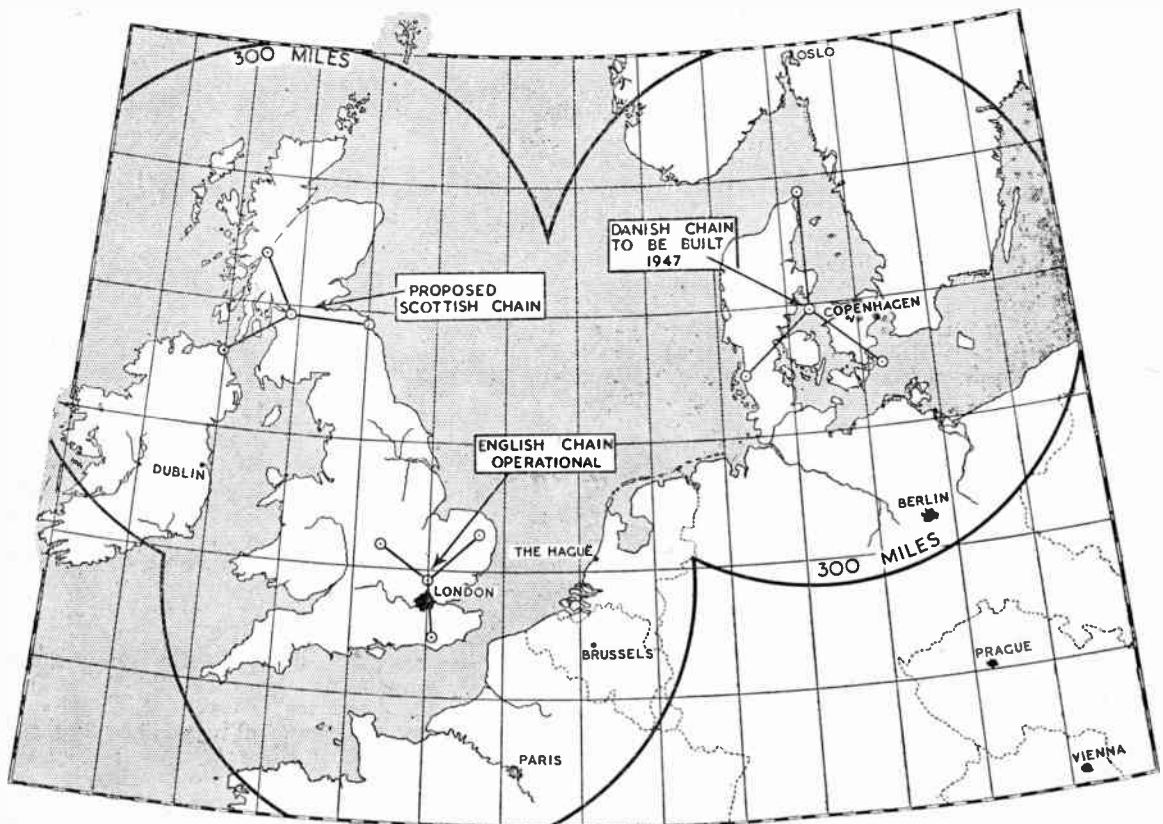 300 MILES
OSLO
DANISH CHAIN
TO BE BUILT
1947
PROPOSED
SCOTTISH CHAIN
COPENHAGEN
ENGLISH CHAIN
OPERATIONAL
DUBLIN
BERLIN
THE HAGUE
300 MILES
LONDON
BRUSSELS
PRAGUE
PARIS
VIENNA